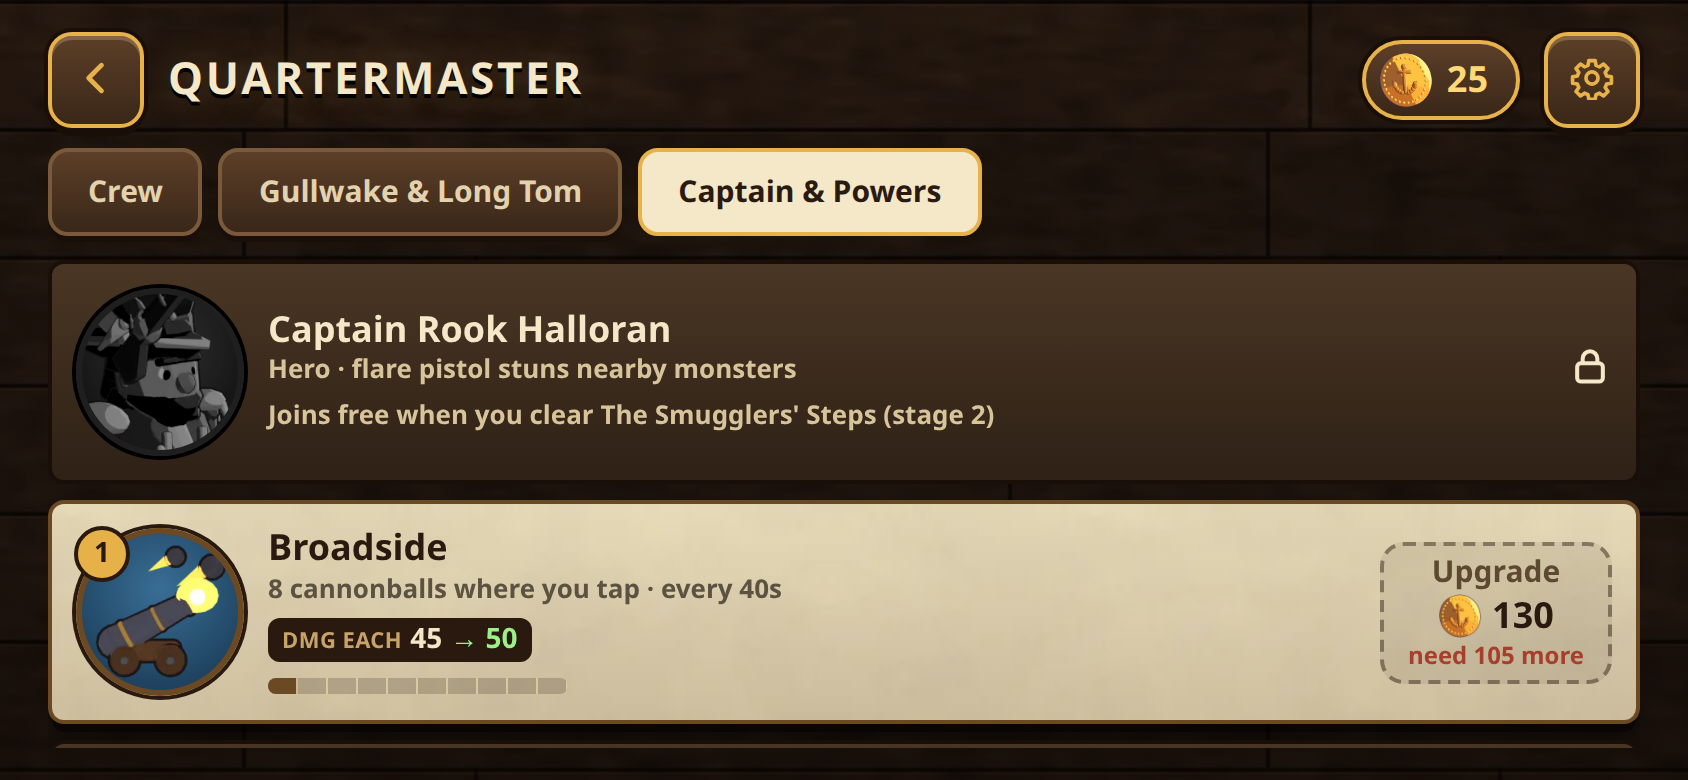 QUARTERMASTER
25
Crew
Gullwake & Long Tom
Captain & Powers
Captain Rook Halloran
Hero · flare pistol stuns nearby monsters
Joins free when you clear The Smugglers' Steps (stage 2)
1
Broadside
8 cannonballs where you tap · every 40s
DMG EACH 45 → 50
Upgrade
130
need 105 more